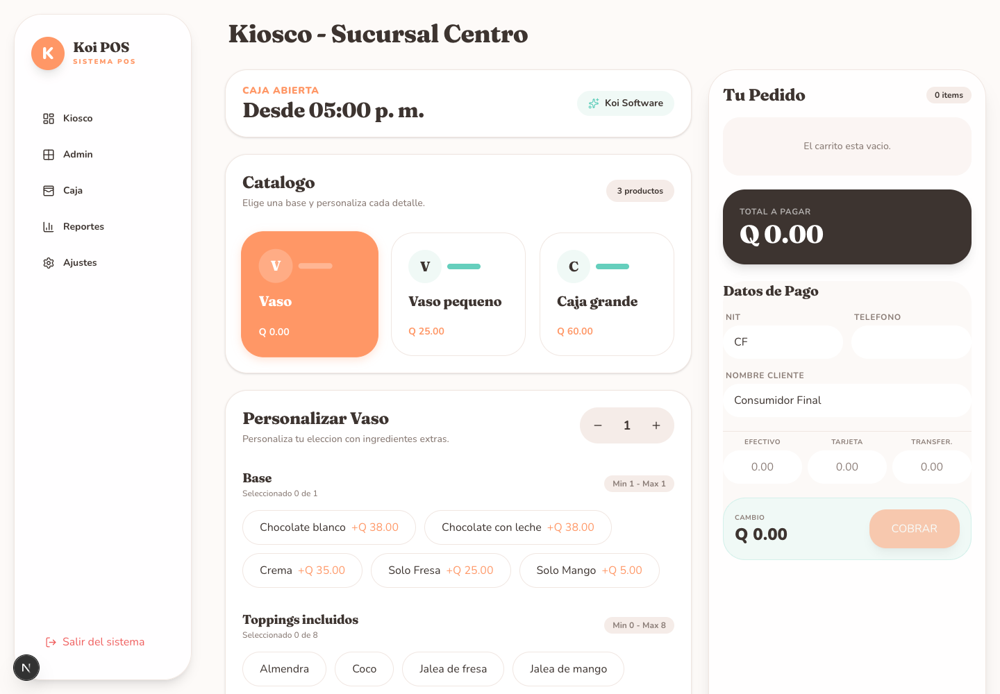 K
Koi POS
SISTEMA POS
Kiosco
Admin
Caja
Reportes
Ajustes
Salir del sistema
N
Kiosco - Sucursal Centro
CAJA ABIERTA
Desde 05:00 p. m.
Koi Software
Catalogo
Elige una base y personaliza cada detalle.
3 productos
V
Vaso
Q 0.00
V
Vaso pequeno
Q 25.00
C
Caja grande
Q 60.00
Personalizar Vaso
Personaliza tu eleccion con ingredientes extras.
− 1 +
Base
Seleccionado 0 de 1
Min 1 - Max 1
Chocolate blanco +Q 38.00
Chocolate con leche +Q 38.00
Crema +Q 35.00
Solo Fresa +Q 25.00
Solo Mango +Q 5.00
Toppings incluidos
Seleccionado 0 de 8
Min 0 - Max 8
Almendra
Coco
Jalea de fresa
Jalea de mango
Tu Pedido
0 items
El carrito esta vacio.
TOTAL A PAGAR
Q 0.00
Datos de Pago
NIT
CF
TELEFONO
NOMBRE CLIENTE
Consumidor Final
EFECTIVO
0.00
TARJETA
0.00
TRANSFER.
0.00
CAMBIO
Q 0.00
COBRAR